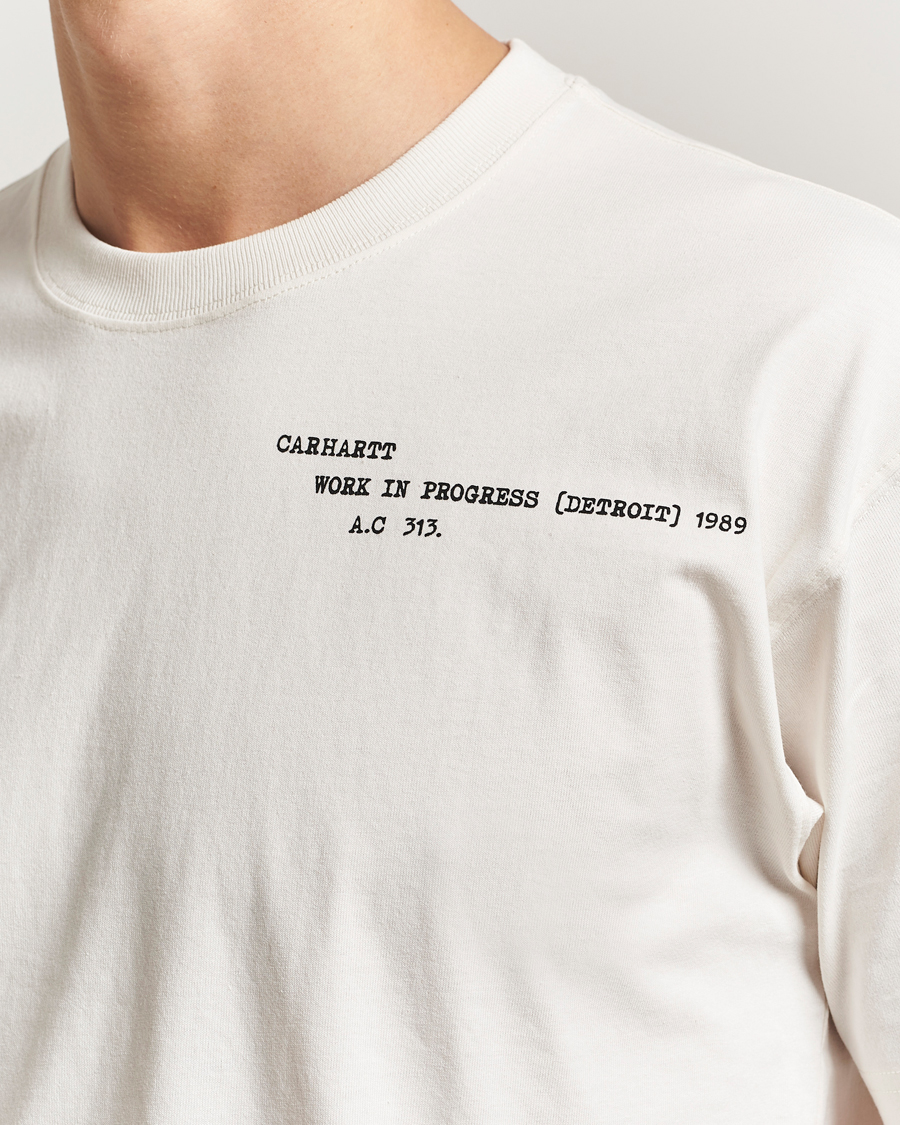 CARHARTT
WORK IN PROGRESS (DETROIT) 1989
A.C 313.